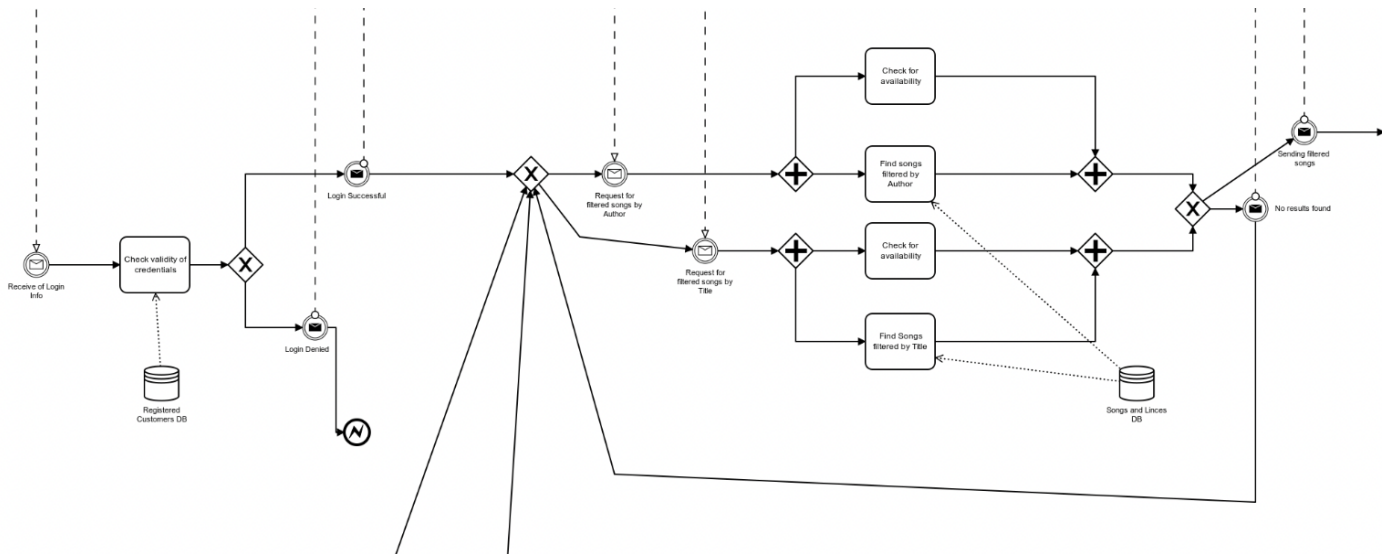 Check for
availability
Sending filtered
songs
Find songs
filtered by
Author
Login Successful
X
Request for
filtered songs by
Author
X
No results found
Check validity of
credentials
X
Receive of Login
Info
Check for
availability
Request for
filtered songs by
Title
Login Denied
Find Songs
filtered by Title
Registered
Customers DB
Songs and Linces
DB